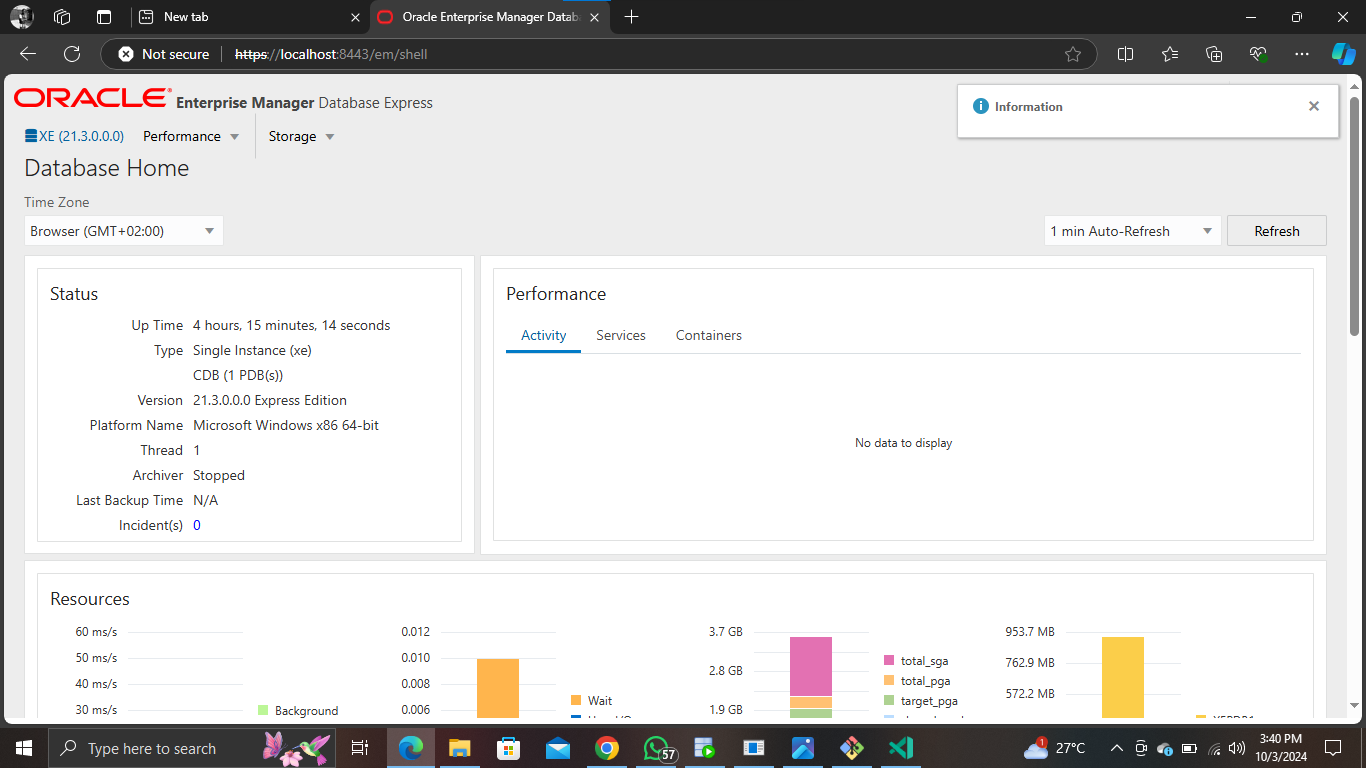 New tab
Oracle Enterprise Manager Datab
Not secure https://localhost:8443/em/shell
ORACLE Enterprise Manager Database Express
Information
XE (21.3.0.0.0) Performance Storage
Database Home
Time Zone
Browser (GMT+02:00)
1 min Auto-Refresh Refresh
Status
Up Time 4 hours, 15 minutes, 14 seconds
Type Single Instance (xe)
CDB (1 PDB(s))
Version 21.3.0.0.0 Express Edition
Platform Name Microsoft Windows x86 64-bit
Thread 1
Archiver Stopped
Last Backup Time N/A
Incident(s) 0
Performance
Activity Services Containers
No data to display
Resources
60 ms/s
50 ms/s
40 ms/s
30 ms/s
Background
0.012
0.010
0.008
0.006
Wait
3.7 GB
2.8 GB
1.9 GB
total_sga
total_pga
target_pga
953.7 MB
762.9 MB
572.2 MB
Type here to search
57
1
27°C
3:40 PM
10/3/2024